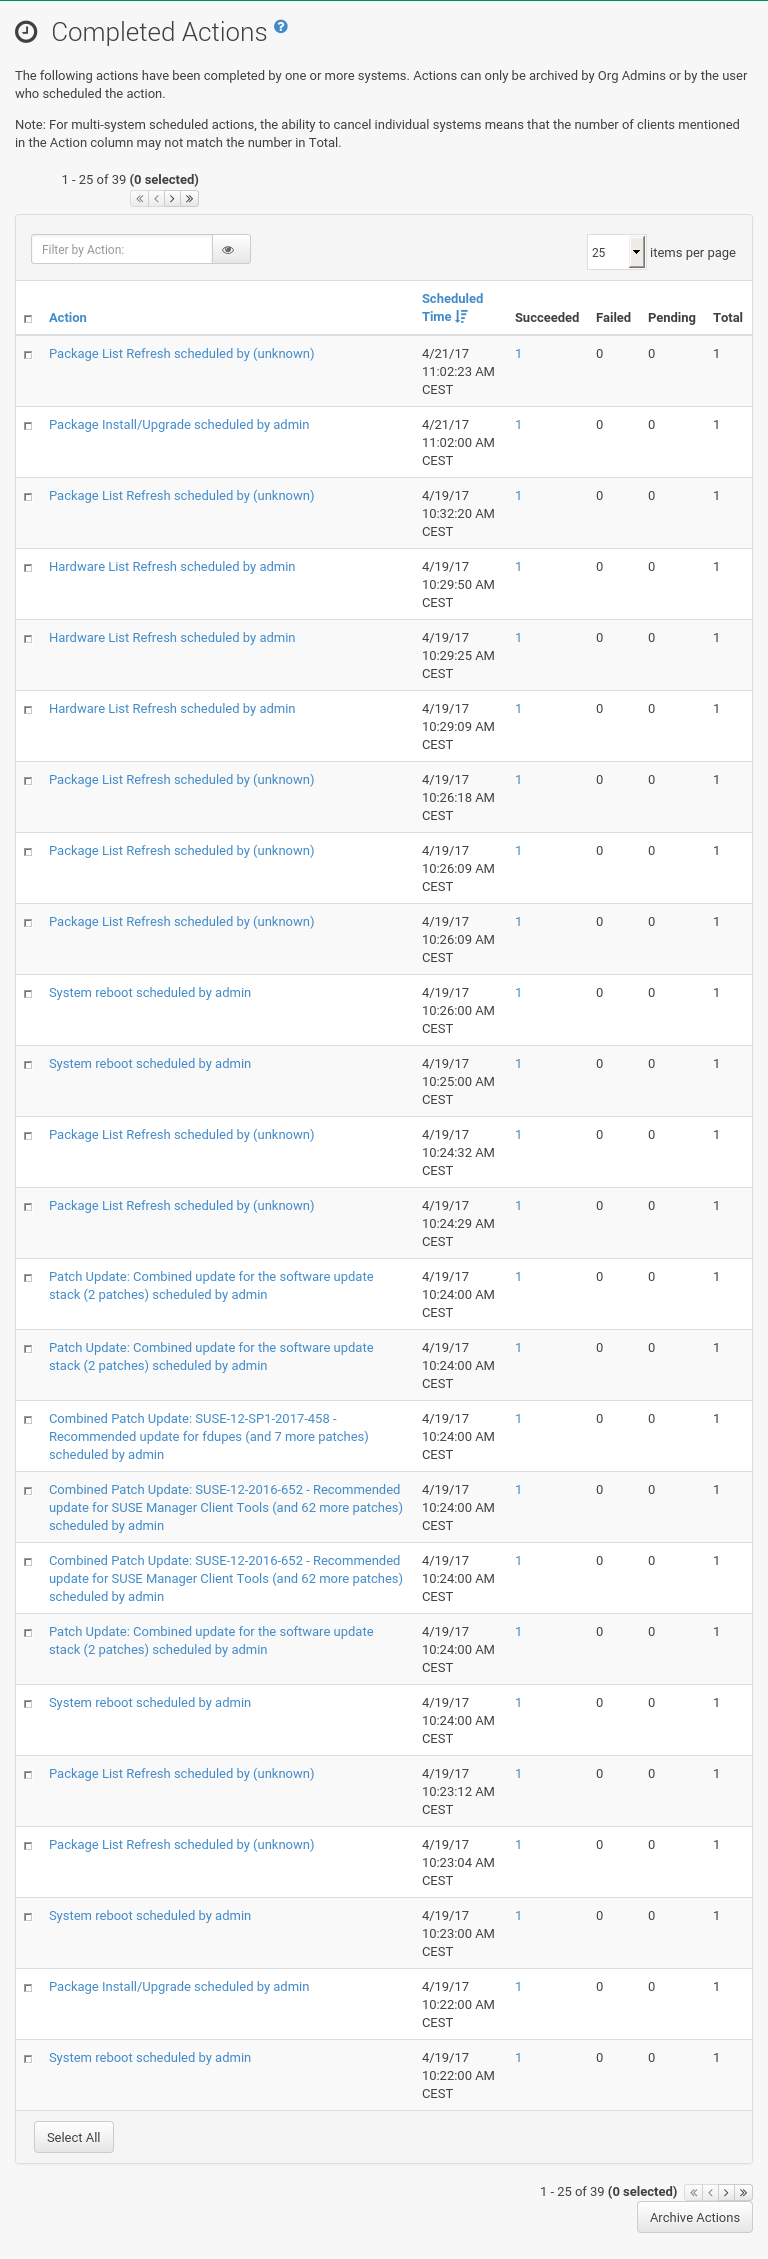 Completed Actions
The following actions have been completed by one or more systems. Actions can only be archived by Org Admins or by the user
who scheduled the action.
Note: For multi-system scheduled actions, the ability to cancel individual systems means that the number of clients mentioned
in the Action column may not match the number in Total.
1 - 25 of 39 (0 selected)
Filter by Action:
25 items per page
Action Scheduled Time Succeeded Failed Pending Total
Package List Refresh scheduled by (unknown) 4/21/17 1 0 0 1
11:02:23 AM
CEST
Package Install/Upgrade scheduled by admin 4/21/17 1 0 0 1
11:02:00 AM
CEST
Package List Refresh scheduled by (unknown) 4/19/17 1 0 0 1
10:32:20 AM
CEST
Hardware List Refresh scheduled by admin 4/19/17 1 0 0 1
10:29:50 AM
CEST
Hardware List Refresh scheduled by admin 4/19/17 1 0 0 1
10:29:25 AM
CEST
Hardware List Refresh scheduled by admin 4/19/17 1 0 0 1
10:29:09 AM
CEST
Package List Refresh scheduled by (unknown) 4/19/17 1 0 0 1
10:26:18 AM
CEST
Package List Refresh scheduled by (unknown) 4/19/17 1 0 0 1
10:26:09 AM
CEST
Package List Refresh scheduled by (unknown) 4/19/17 1 0 0 1
10:26:09 AM
CEST
System reboot scheduled by admin 4/19/17 1 0 0 1
10:26:00 AM
CEST
System reboot scheduled by admin 4/19/17 1 0 0 1
10:25:00 AM
CEST
Package List Refresh scheduled by (unknown) 4/19/17 1 0 0 1
10:24:32 AM
CEST
Package List Refresh scheduled by (unknown) 4/19/17 1 0 0 1
10:24:29 AM
CEST
Patch Update: Combined update for the software update 4/19/17 1 0 0 1
stack (2 patches) scheduled by admin 10:24:00 AM
CEST
Patch Update: Combined update for the software update 4/19/17 1 0 0 1
stack (2 patches) scheduled by admin 10:24:00 AM
CEST
Combined Patch Update: SUSE-12-SP1-2017-458 - 4/19/17 1 0 0 1
Recommended update for fdupes (and 7 more patches) 10:24:00 AM
scheduled by admin CEST
Combined Patch Update: SUSE-12-2016-652 - Recommended 4/19/17 1 0 0 1
update for SUSE Manager Client Tools (and 62 more patches) 10:24:00 AM
scheduled by admin CEST
Combined Patch Update: SUSE-12-2016-652 - Recommended 4/19/17 1 0 0 1
update for SUSE Manager Client Tools (and 62 more patches) 10:24:00 AM
scheduled by admin CEST
Patch Update: Combined update for the software update 4/19/17 1 0 0 1
stack (2 patches) scheduled by admin 10:24:00 AM
CEST
System reboot scheduled by admin 4/19/17 1 0 0 1
10:24:00 AM
CEST
Package List Refresh scheduled by (unknown) 4/19/17 1 0 0 1
10:23:12 AM
CEST
Package List Refresh scheduled by (unknown) 4/19/17 1 0 0 1
10:23:04 AM
CEST
System reboot scheduled by admin 4/19/17 1 0 0 1
10:23:00 AM
CEST
Package Install/Upgrade scheduled by admin 4/19/17 1 0 0 1
10:22:00 AM
CEST
System reboot scheduled by admin 4/19/17 1 0 0 1
10:22:00 AM
CEST
Select All
1 - 25 of 39 (0 selected)
Archive Actions